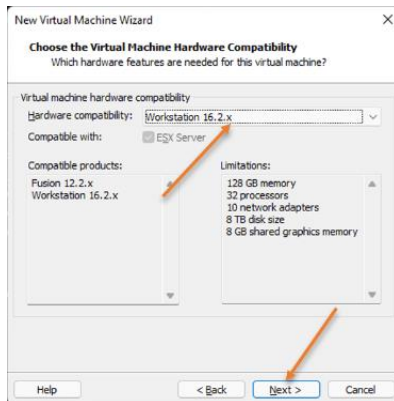 New Virtual Machine Wizard
Choose the Virtual Machine Hardware Compatibility
Which hardware features are needed for this virtual machine?
Virtual machine hardware compatibility
Hardware compatibility: Workstation 16.2.x
Compatible with: ESX Server
Compatible products:
Fusion 12.2.x
Workstation 16.2.x
Limitations:
128 GB memory
32 processors
10 network adapters
8 TB disk size
8 GB shared graphics memory
Help < Back Next > Cancel